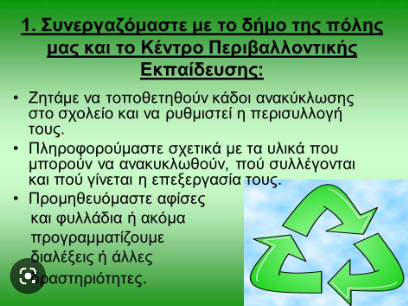 1. Συνεργαζόμαστε με το δήμο της πόλης
μας και το Κέντρο Περιβαλλοντικής
Εκπαίδευσης:
• Ζητάμε να τοποθετηθούν κάδοι ανακύκλωσης
στο σχολείο και να ρυθμιστεί η περισυλλογή
τους.
• Πληροφορούμαστε σχετικά με τα υλικά που
μπορούν να ανακυκλωθούν, πού συλλέγονται
και πού γίνεται η επεξεργασία τους.
• Προμηθευόμαστε αφίσες
και φυλλάδια ή ακόμα
προγραμματίζουμε
διαλέξεις ή άλλες
δραστηριότητες.